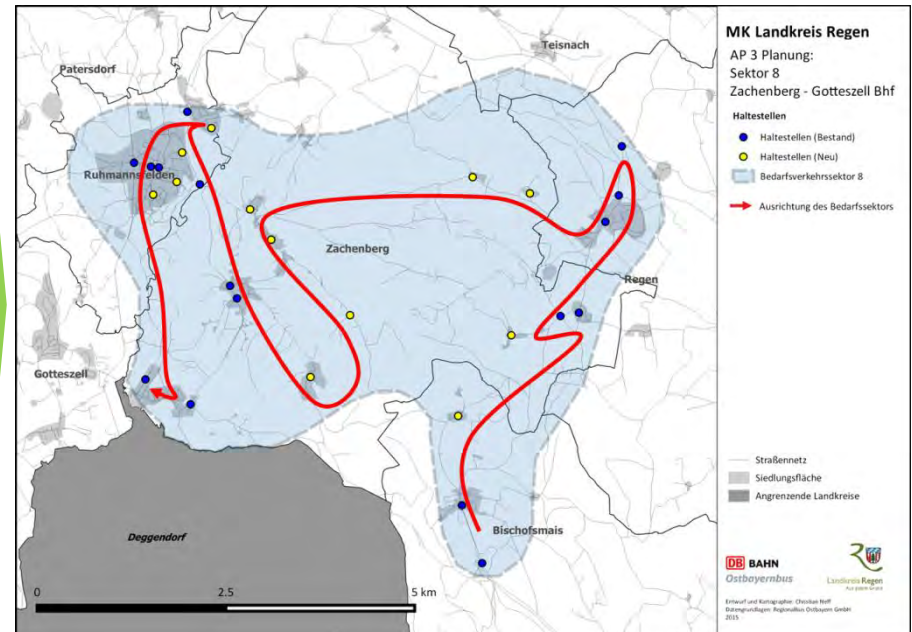 Patersdorf
Teisnach
Ruhmannsfelden
Zachenberg
Regen
Gotteszell
Bischofsmais
Deggendorf
0
2.5
5 km
MK Landkreis Regen
AP 3 Planung:
Sektor 8
Zachenberg - Gotteszell Bhf
Haltestellen
Haltestellen (Bestand)
Haltestellen (Neu)
Bedarfsverkehrssektor 8
Ausrichtung des Bedarfssektors
Straßennetz
Siedlungsfläche
Angrenzende Landkreise
DB BAHN
Ostbayernbus
Landkreis Regen
Entwurf und Kartographie: Christian Neff
Datengrundlagen: RegionalBus Ostbayern GmbH
2015